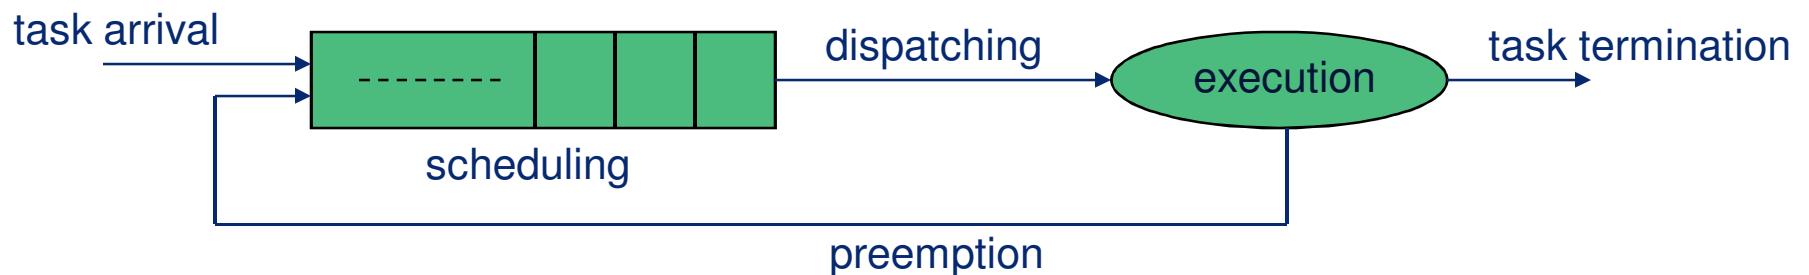 task arrival
dispatching
execution
task termination
scheduling
preemption